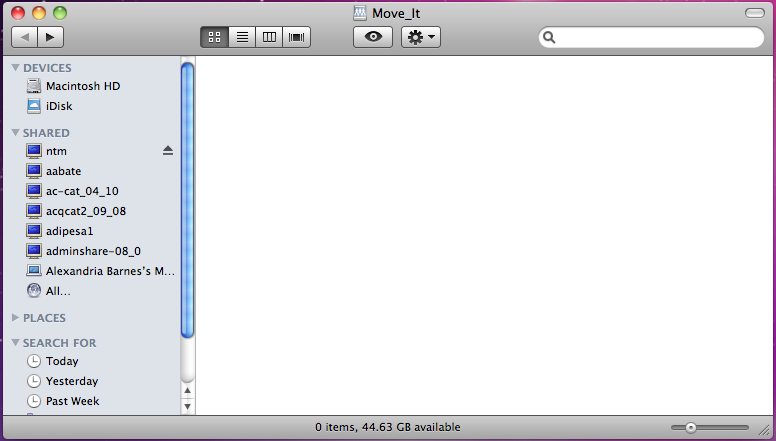 Move_It
DEVICES
Macintosh HD
iDisk
SHARED
ntm
aabate
ac-cat_04_10
acqcat2_09_08
adipesa1
adminshare-08_0
Alexandria Barnes's M...
All...
PLACES
SEARCH FOR
Today
Yesterday
Past Week
0 items, 44.63 GB available